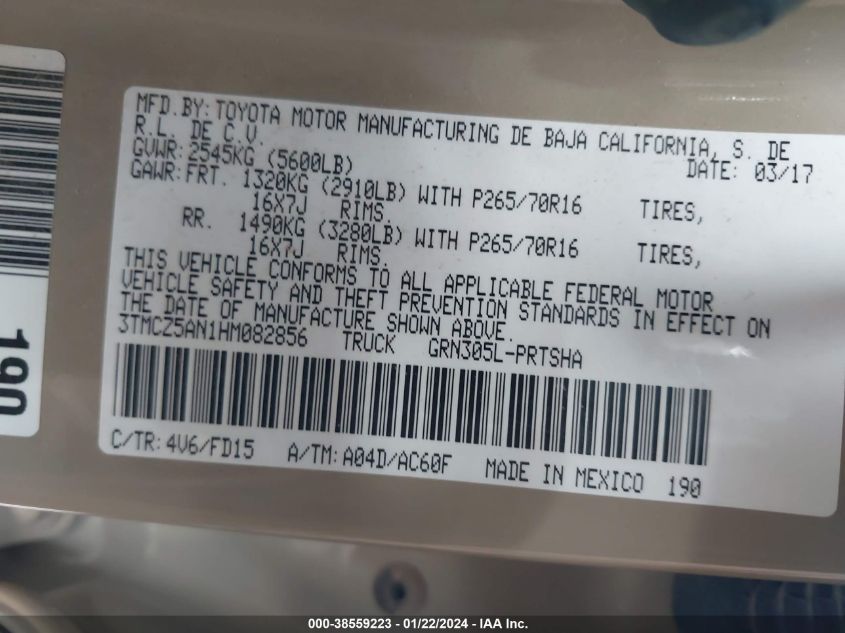 MFD.BY:TOYOTA MOTOR MANUFACTURING DE BAJA CALIFORNIA, S. DE
R.L. DE C.V.
DATE: 03/17
GVWR:2545KG (5600LB)
GAWR:FRT. 1320KG (2910LB) WITH P265/70R16 TIRES,
16X7J RIMS
RR. 1490KG (3280LB) WITH P265/70R16 TIRES,
16X7J RIMS
THIS VEHICLE CONFORMS TO ALL APPLICABLE FEDERAL MOTOR
VEHICLE SAFETY AND THEFT PREVENTION STANDARDS IN EFFECT ON
THE DATE OF MANUFACTURE SHOWN ABOVE.
3TMCZ5AN1HM082856 TRUCK GRN305L-PRTSHA
C/TR:4V6/FD15 A/TM:A04D/AC60F MADE IN MEXICO 190
190
000-38559223 - 01/22/2024 - IAA Inc.